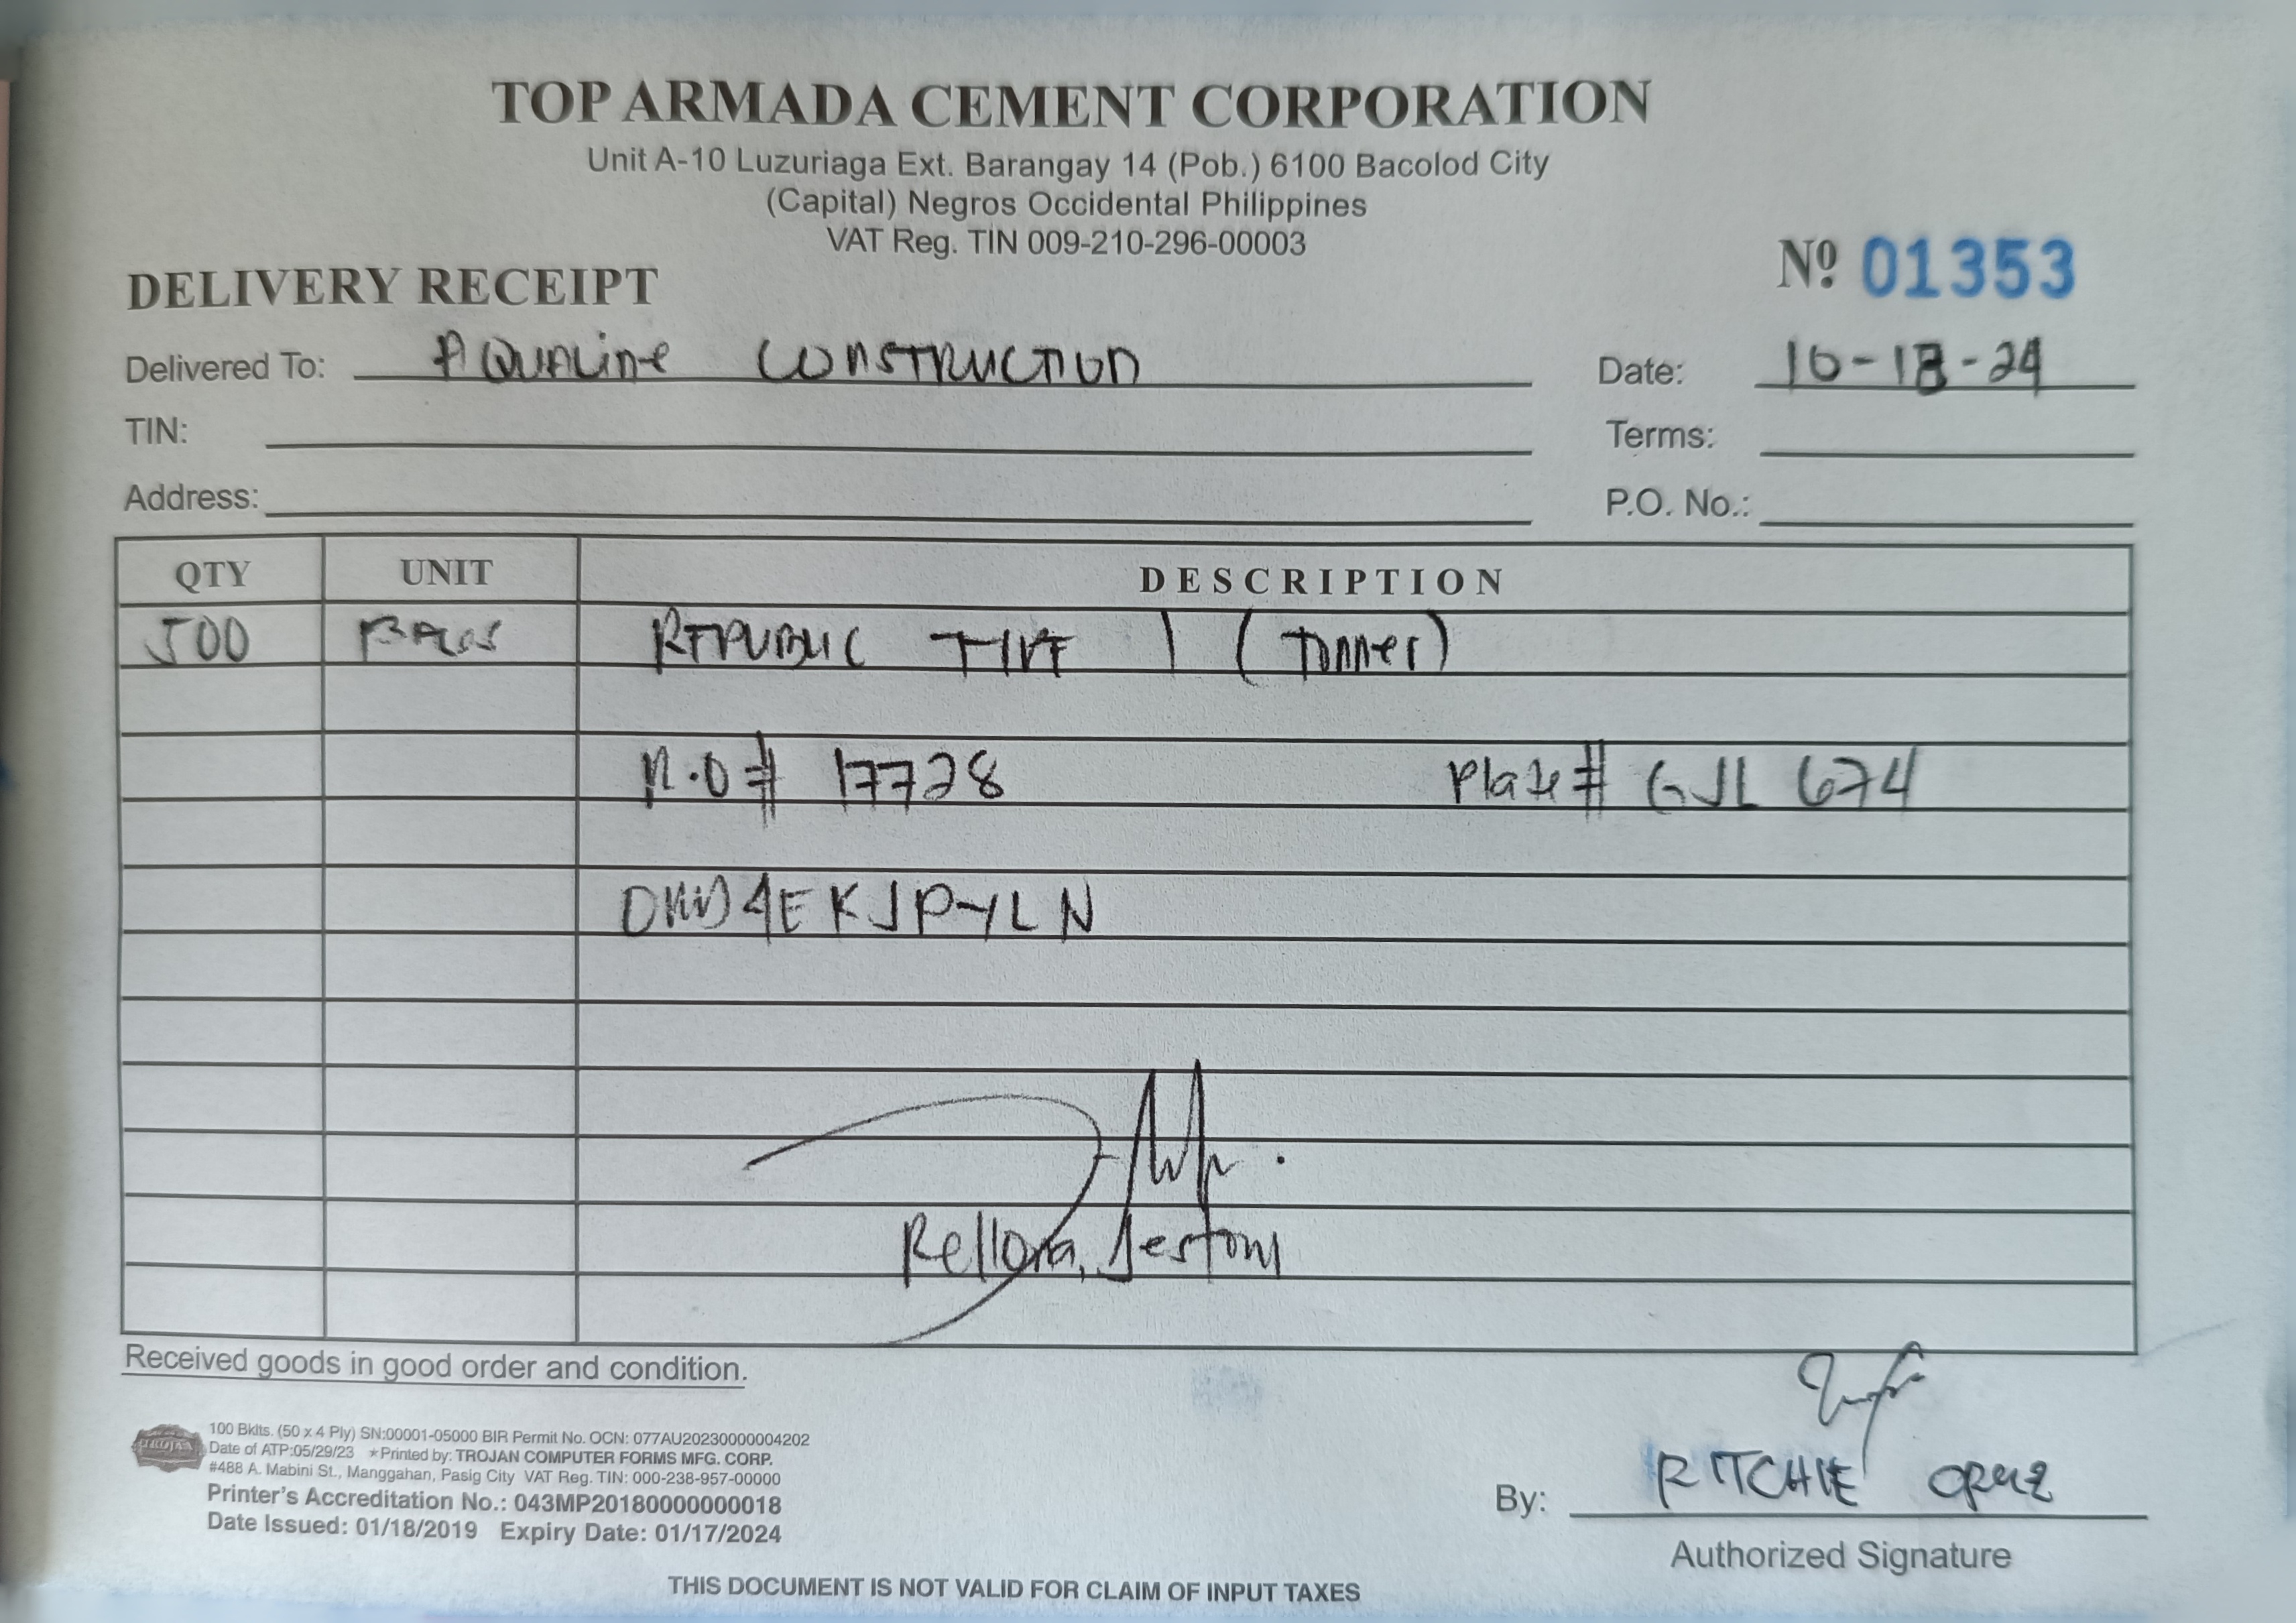 TOP ARMADA CEMENT CORPORATION
Unit A-10 Luzuriaga Ext. Barangay 14 (Pob.) 6100 Bacolod City
(Capital) Negros Occidental Philippines
VAT Reg. TIN 009-210-296-00003
DELIVERY RECEIPT Nº 01353
Delivered To: AQUALINE CONSTRUCTION Date: 10-18-24
TIN: Terms:
Address: P.O. No.:
QTY UNIT DESCRIPTION
500 BAGS REPUBLIC TYPE 1 (Tonner)
#17728 Plate# GJL 674
Rellora, Jestoni
Received goods in good order and condition.
TROJAN
100 Bklts. (50 x 4 Ply) SN:00001-05000 BIR Permit No. OCN: 077AU20230000004202
Date of ATP:05/29/23 ★Printed by: TROJAN COMPUTER FORMS MFG. CORP.
#488 A. Mabini St., Manggahan, Pasig City VAT Reg. TIN: 000-238-957-00000
Printer's Accreditation No.: 043MP20180000000018
Date Issued: 01/18/2019 Expiry Date: 01/17/2024
By: RITCHIE
Authorized Signature
THIS DOCUMENT IS NOT VALID FOR CLAIM OF INPUT TAXES